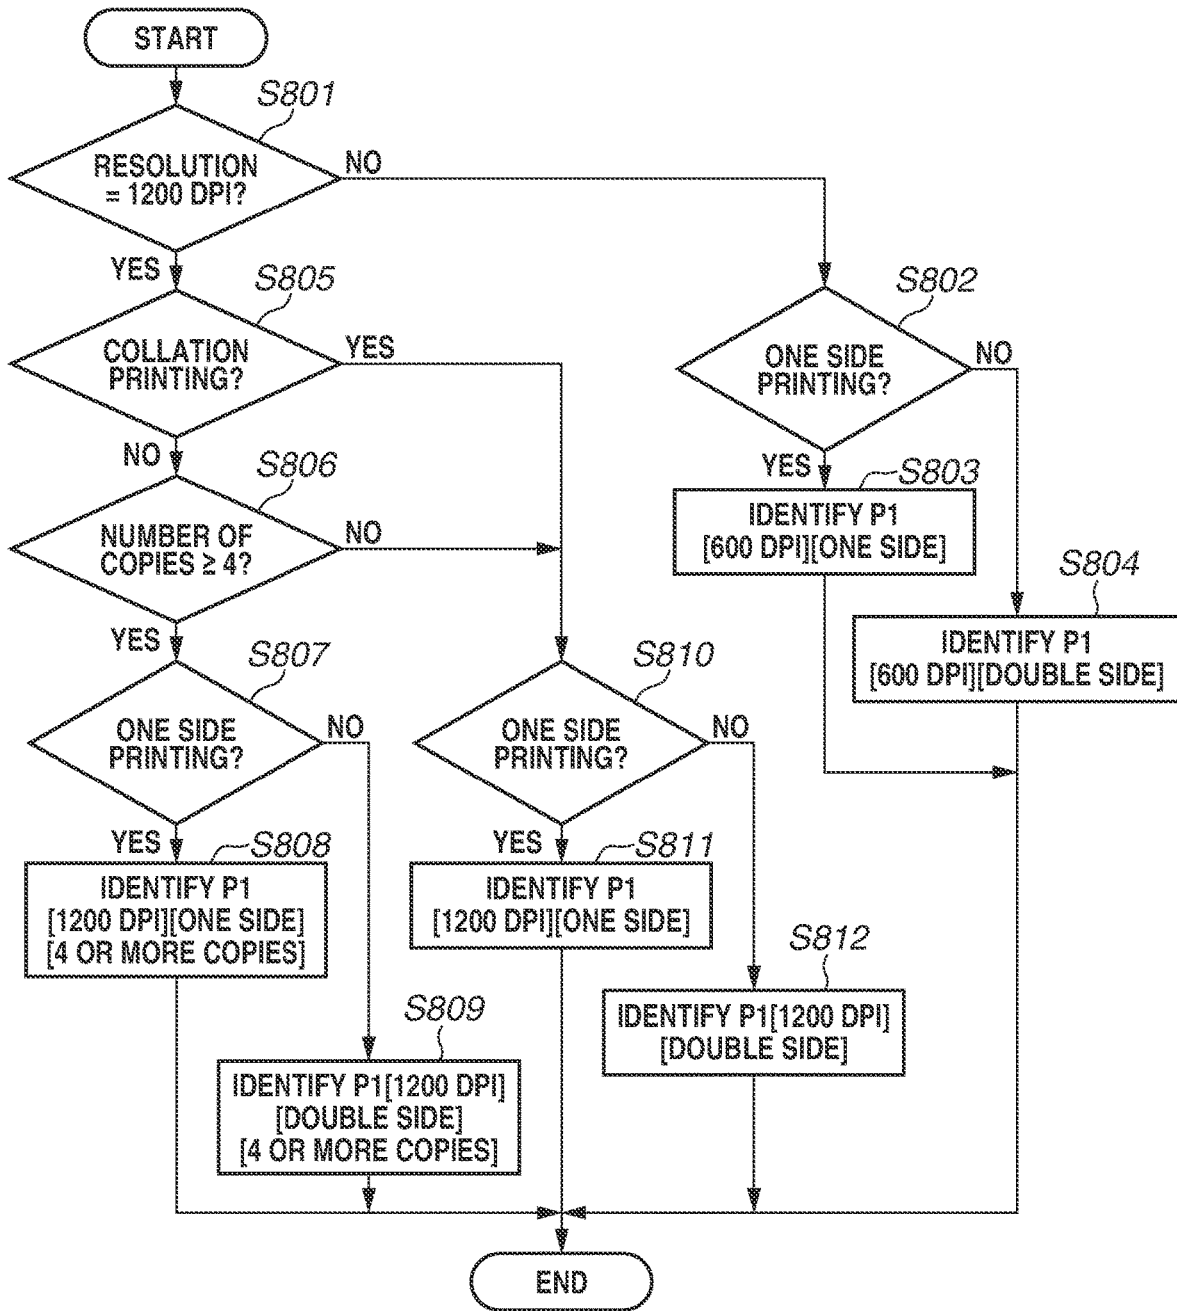 START
S801
RESOLUTION
= 1200 DPI?
NO
YES
S805
COLLATION
PRINTING?
YES
NO
S802
ONE SIDE
PRINTING?
NO
YES
S803
IDENTIFY P1
[600 DPI][ONE SIDE]
S804
IDENTIFY P1
[600 DPI][DOUBLE SIDE]
S806
NUMBER OF
COPIES ≥ 4?
NO
YES
S807
ONE SIDE
PRINTING?
NO
YES
S808
IDENTIFY P1
[1200 DPI][ONE SIDE]
[4 OR MORE COPIES]
S809
IDENTIFY P1[1200 DPI]
[DOUBLE SIDE]
[4 OR MORE COPIES]
S810
ONE SIDE
PRINTING?
NO
YES
S811
IDENTIFY P1
[1200 DPI][ONE SIDE]
S812
IDENTIFY P1[1200 DPI]
[DOUBLE SIDE]
END